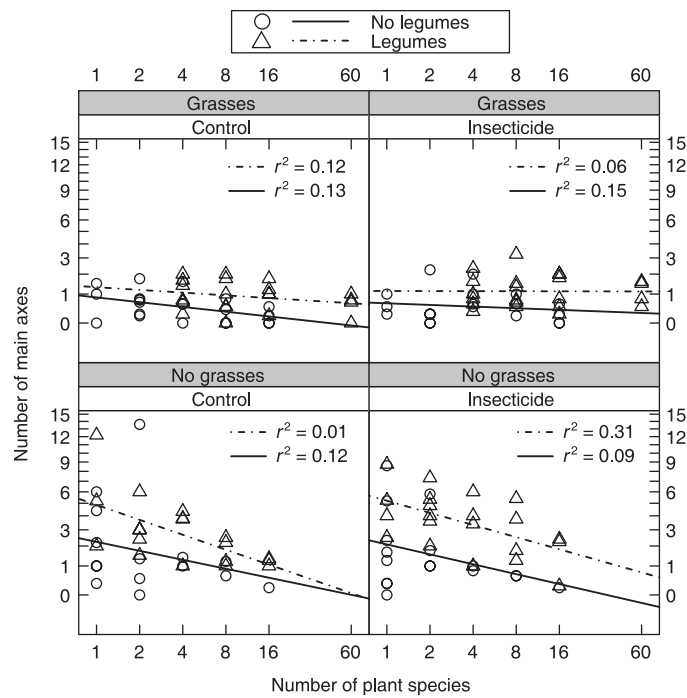 No legumes
Legumes
1 2 4 8 16 60 1 2 4 8 16 60
Grasses Grasses
Control Insecticide
15
12
9
6
3
1
0
r² = 0.12
r² = 0.13
r² = 0.06
r² = 0.15
15
12
9
6
3
1
0
No grasses No grasses
Control Insecticide
15
12
9
6
3
1
0
r² = 0.01
r² = 0.12
r² = 0.31
r² = 0.09
15
12
9
6
3
1
0
Number of main axes
1 2 4 8 16 60 1 2 4 8 16 60
Number of plant species